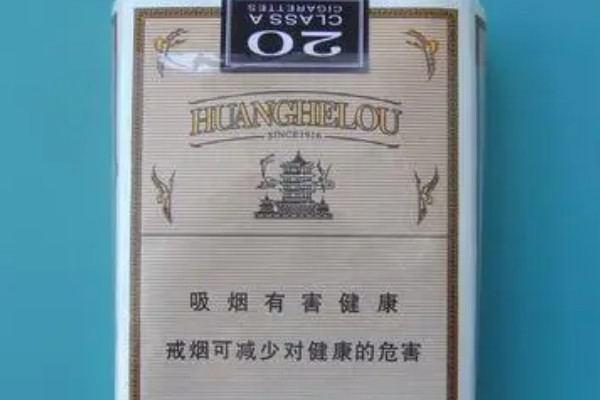 20
CLASS A
CIGARETTES
HUANGHELOU
SINCE1916
吸烟有害健康
戒烟可减少对健康的危害